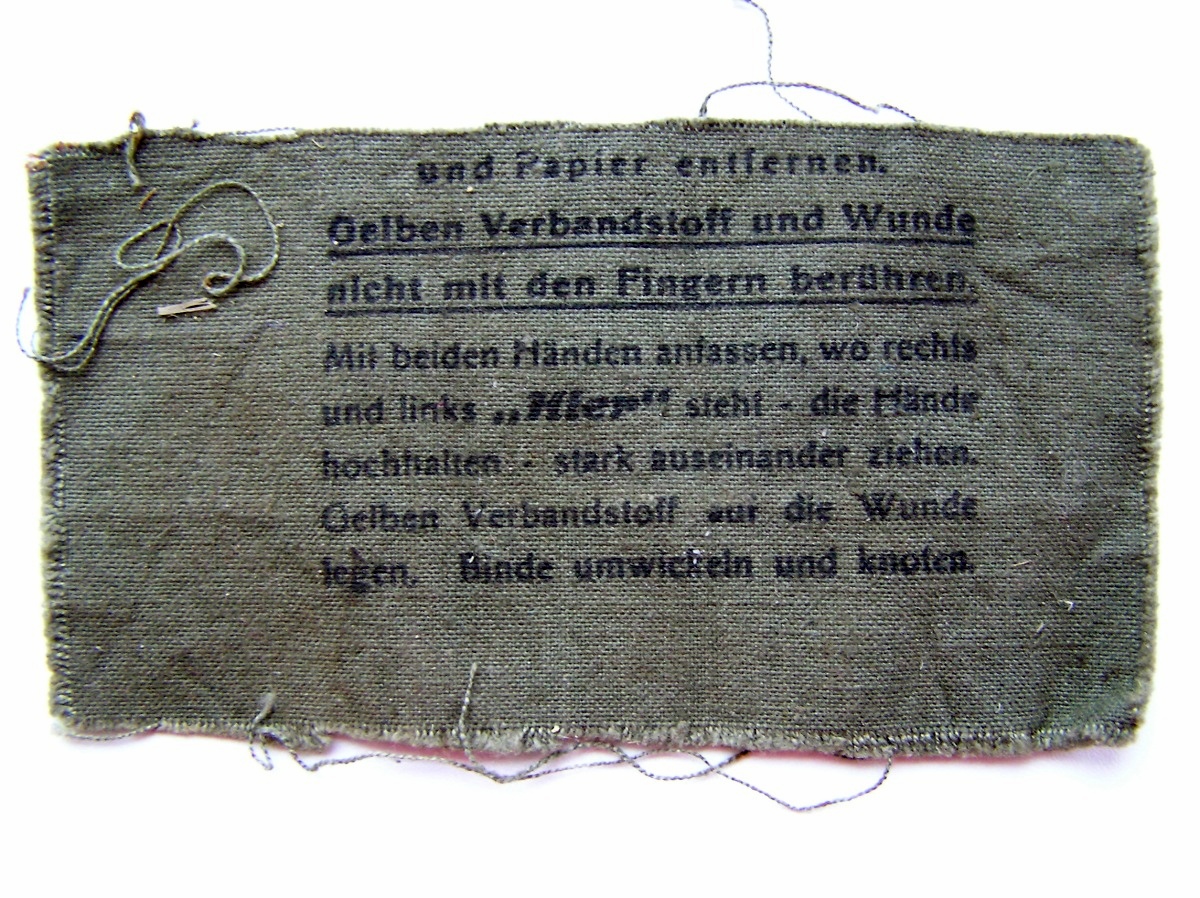 und Papier entfernen.
Gelben Verbandstoff und Wunde
nicht mit den Fingern berühren.
Mit beiden Händen anfassen, wo rechts
und links „Hier“ steht - die Hände
hochhalten - stark auseinander ziehen.
Gelben Verbandstoff auf die Wunde
legen. Binde umwickeln und knoten.